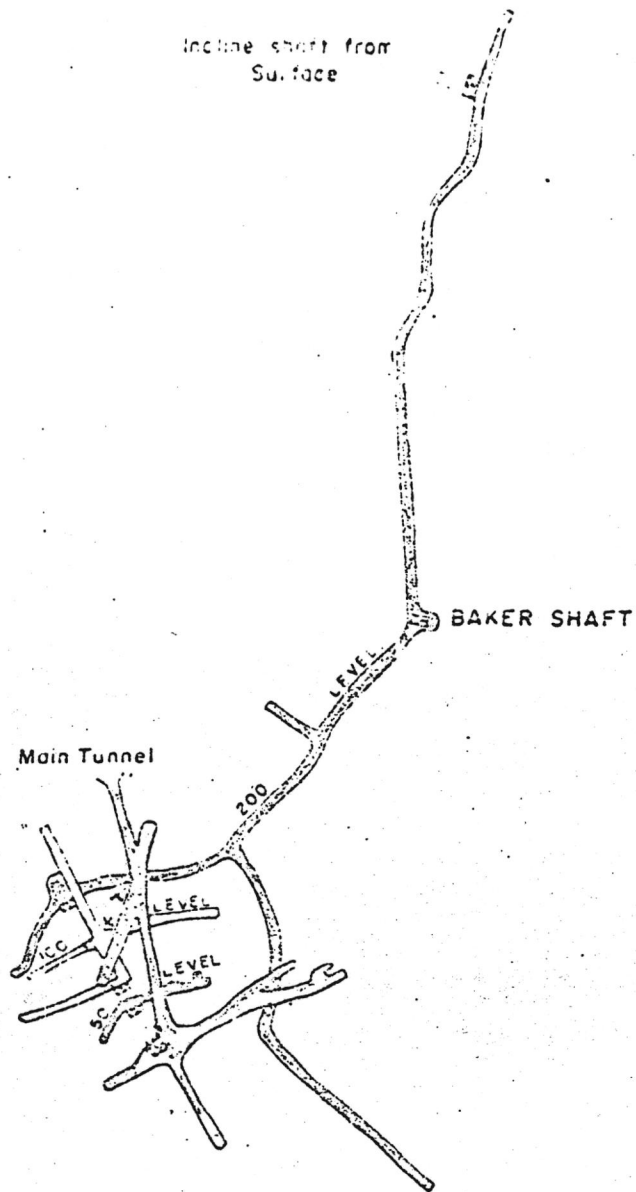 Incline shaft from
Surface
BAKER SHAFT
LEVEL
200
Main Tunnel
LEVEL
LEVEL